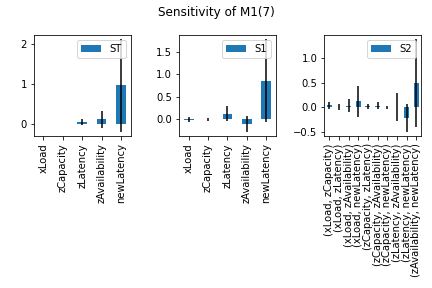 Sensitivity of M1(7)
ST
S1
S2
2
1
0
1.5
1.0
0.5
0.0
1.0
0.5
0.0
−0.5
xLoad
zCapacity
zLatency
zAvailability
newLatency
xLoad
zCapacity
zLatency
zAvailability
newLatency
(xLoad, zCapacity)
(xLoad, zLatency)
(xLoad, zAvailability)
(xLoad, newLatency)
(zCapacity, zLatency)
(zCapacity, zAvailability)
(zCapacity, newLatency)
(zLatency, zAvailability)
(zLatency, newLatency)
(zAvailability, newLatency)